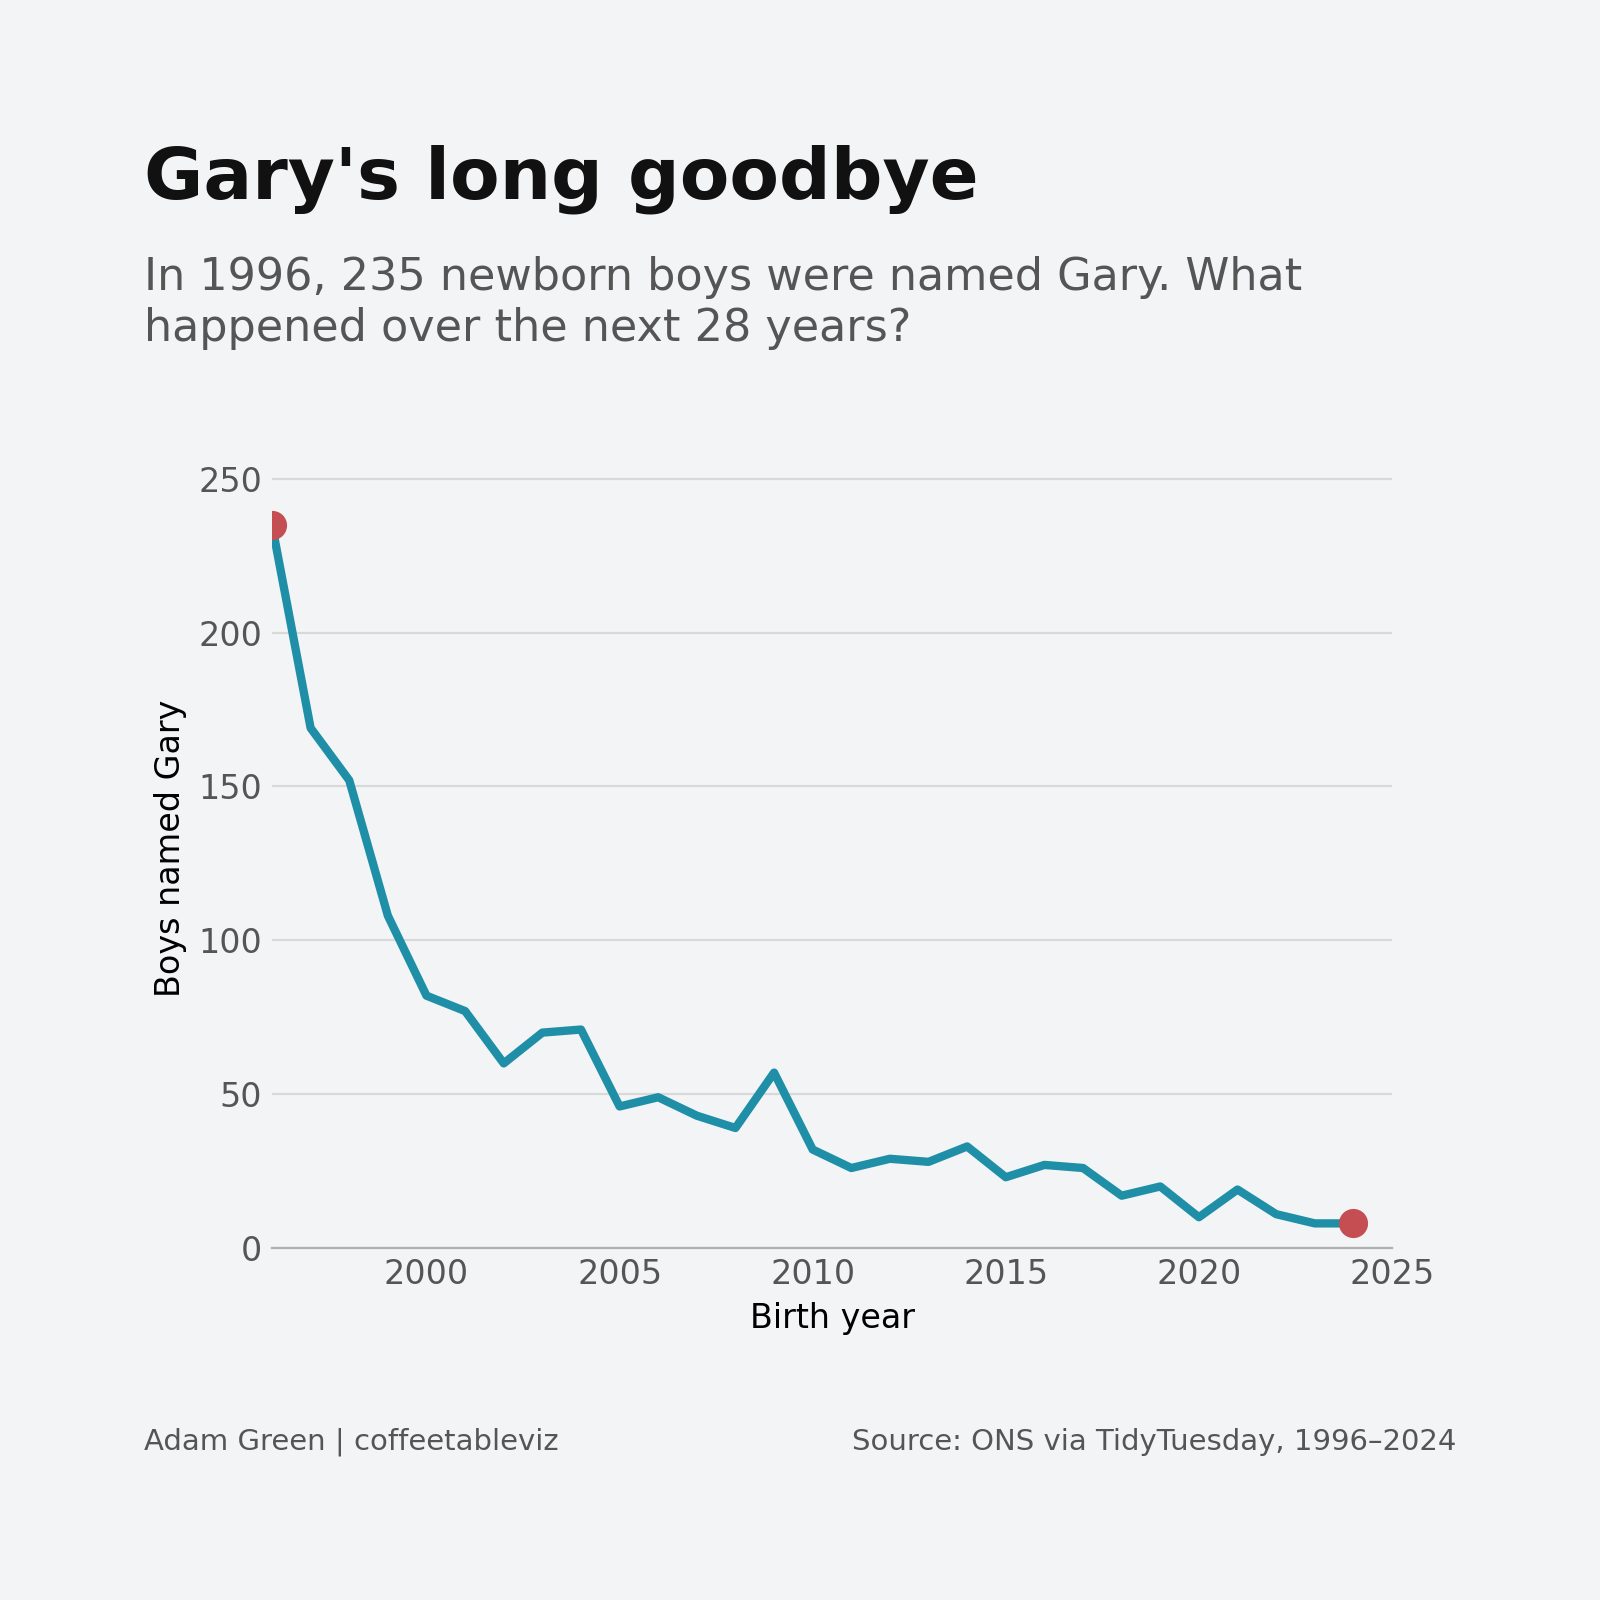 Gary's long goodbye
In 1996, 235 newborn boys were named Gary. What
happened over the next 28 years?
250
200
150
100
50
0
Boys named Gary
2000 2005 2010 2015 2020 2025
Birth year
Adam Green | coffeetableviz
Source: ONS via TidyTuesday, 1996–2024